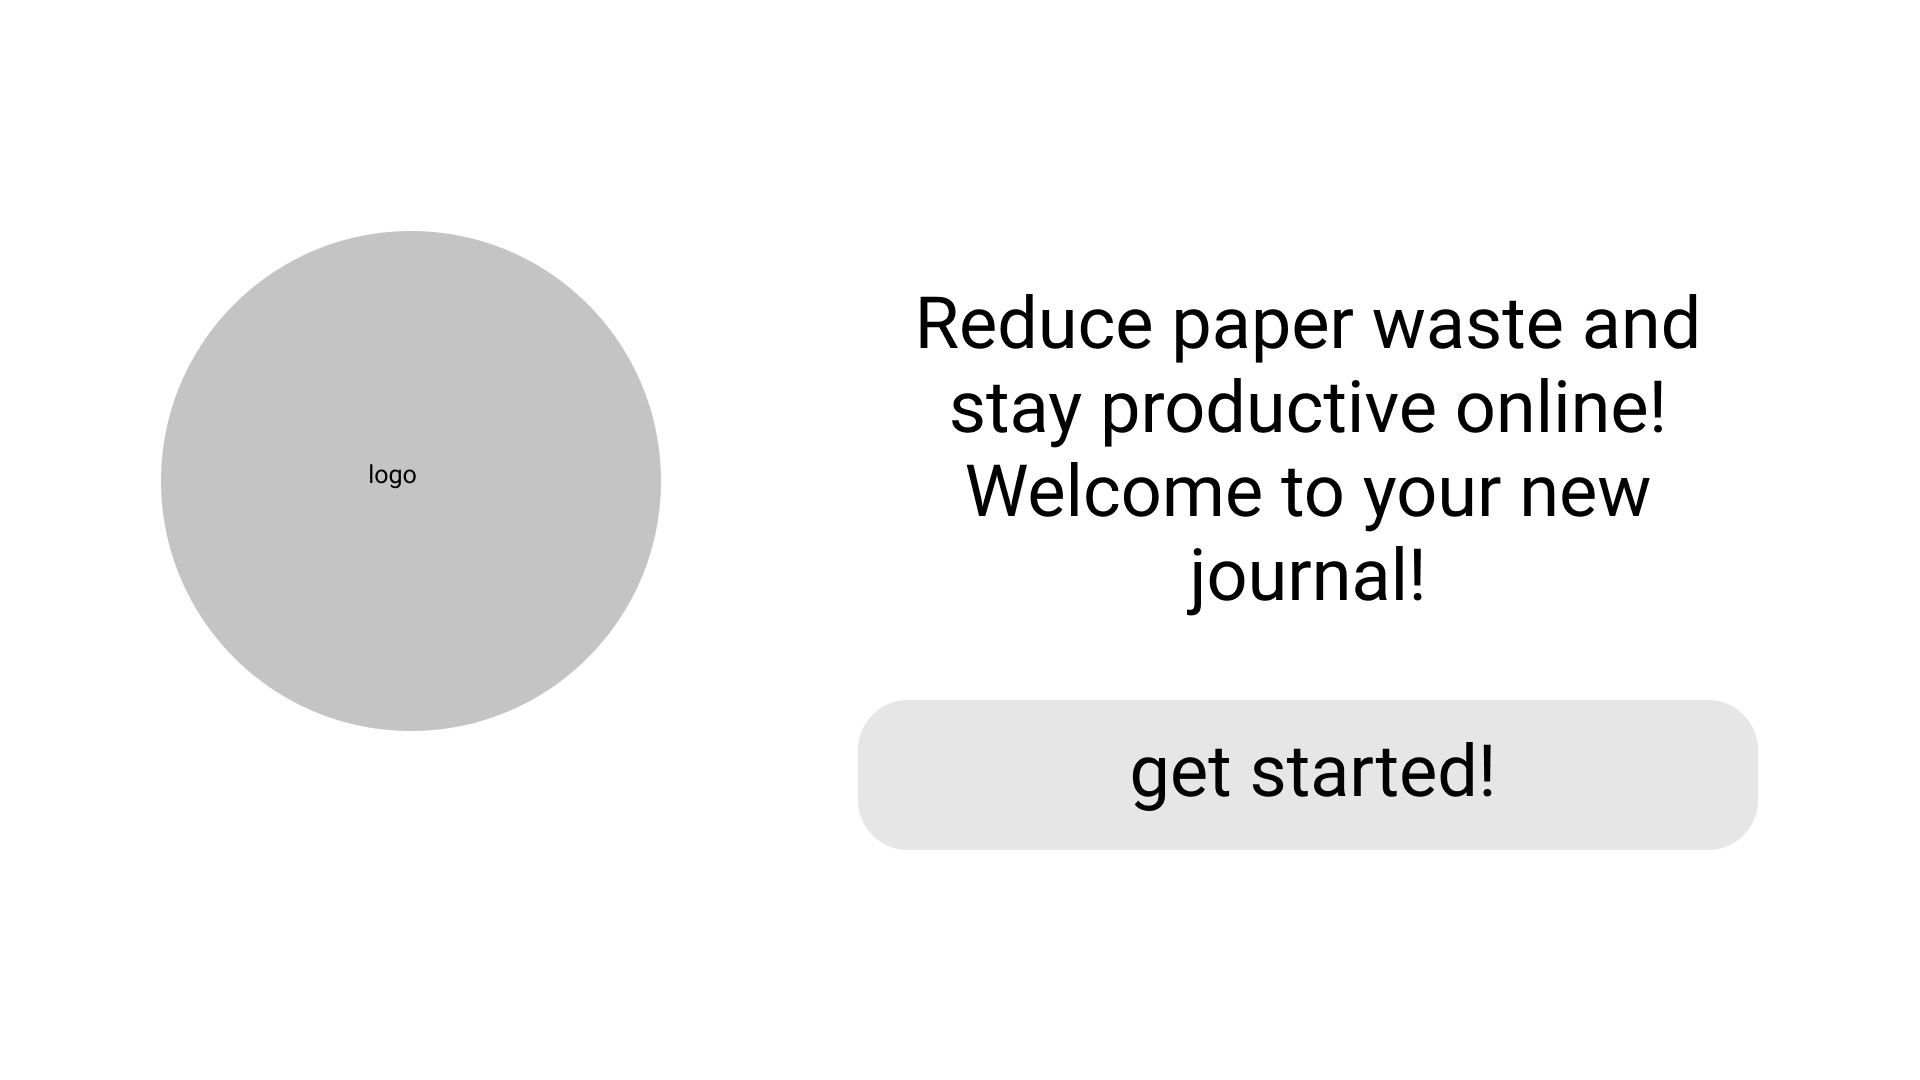 logo
Reduce paper waste and
stay productive online!
Welcome to your new
journal!
get started!